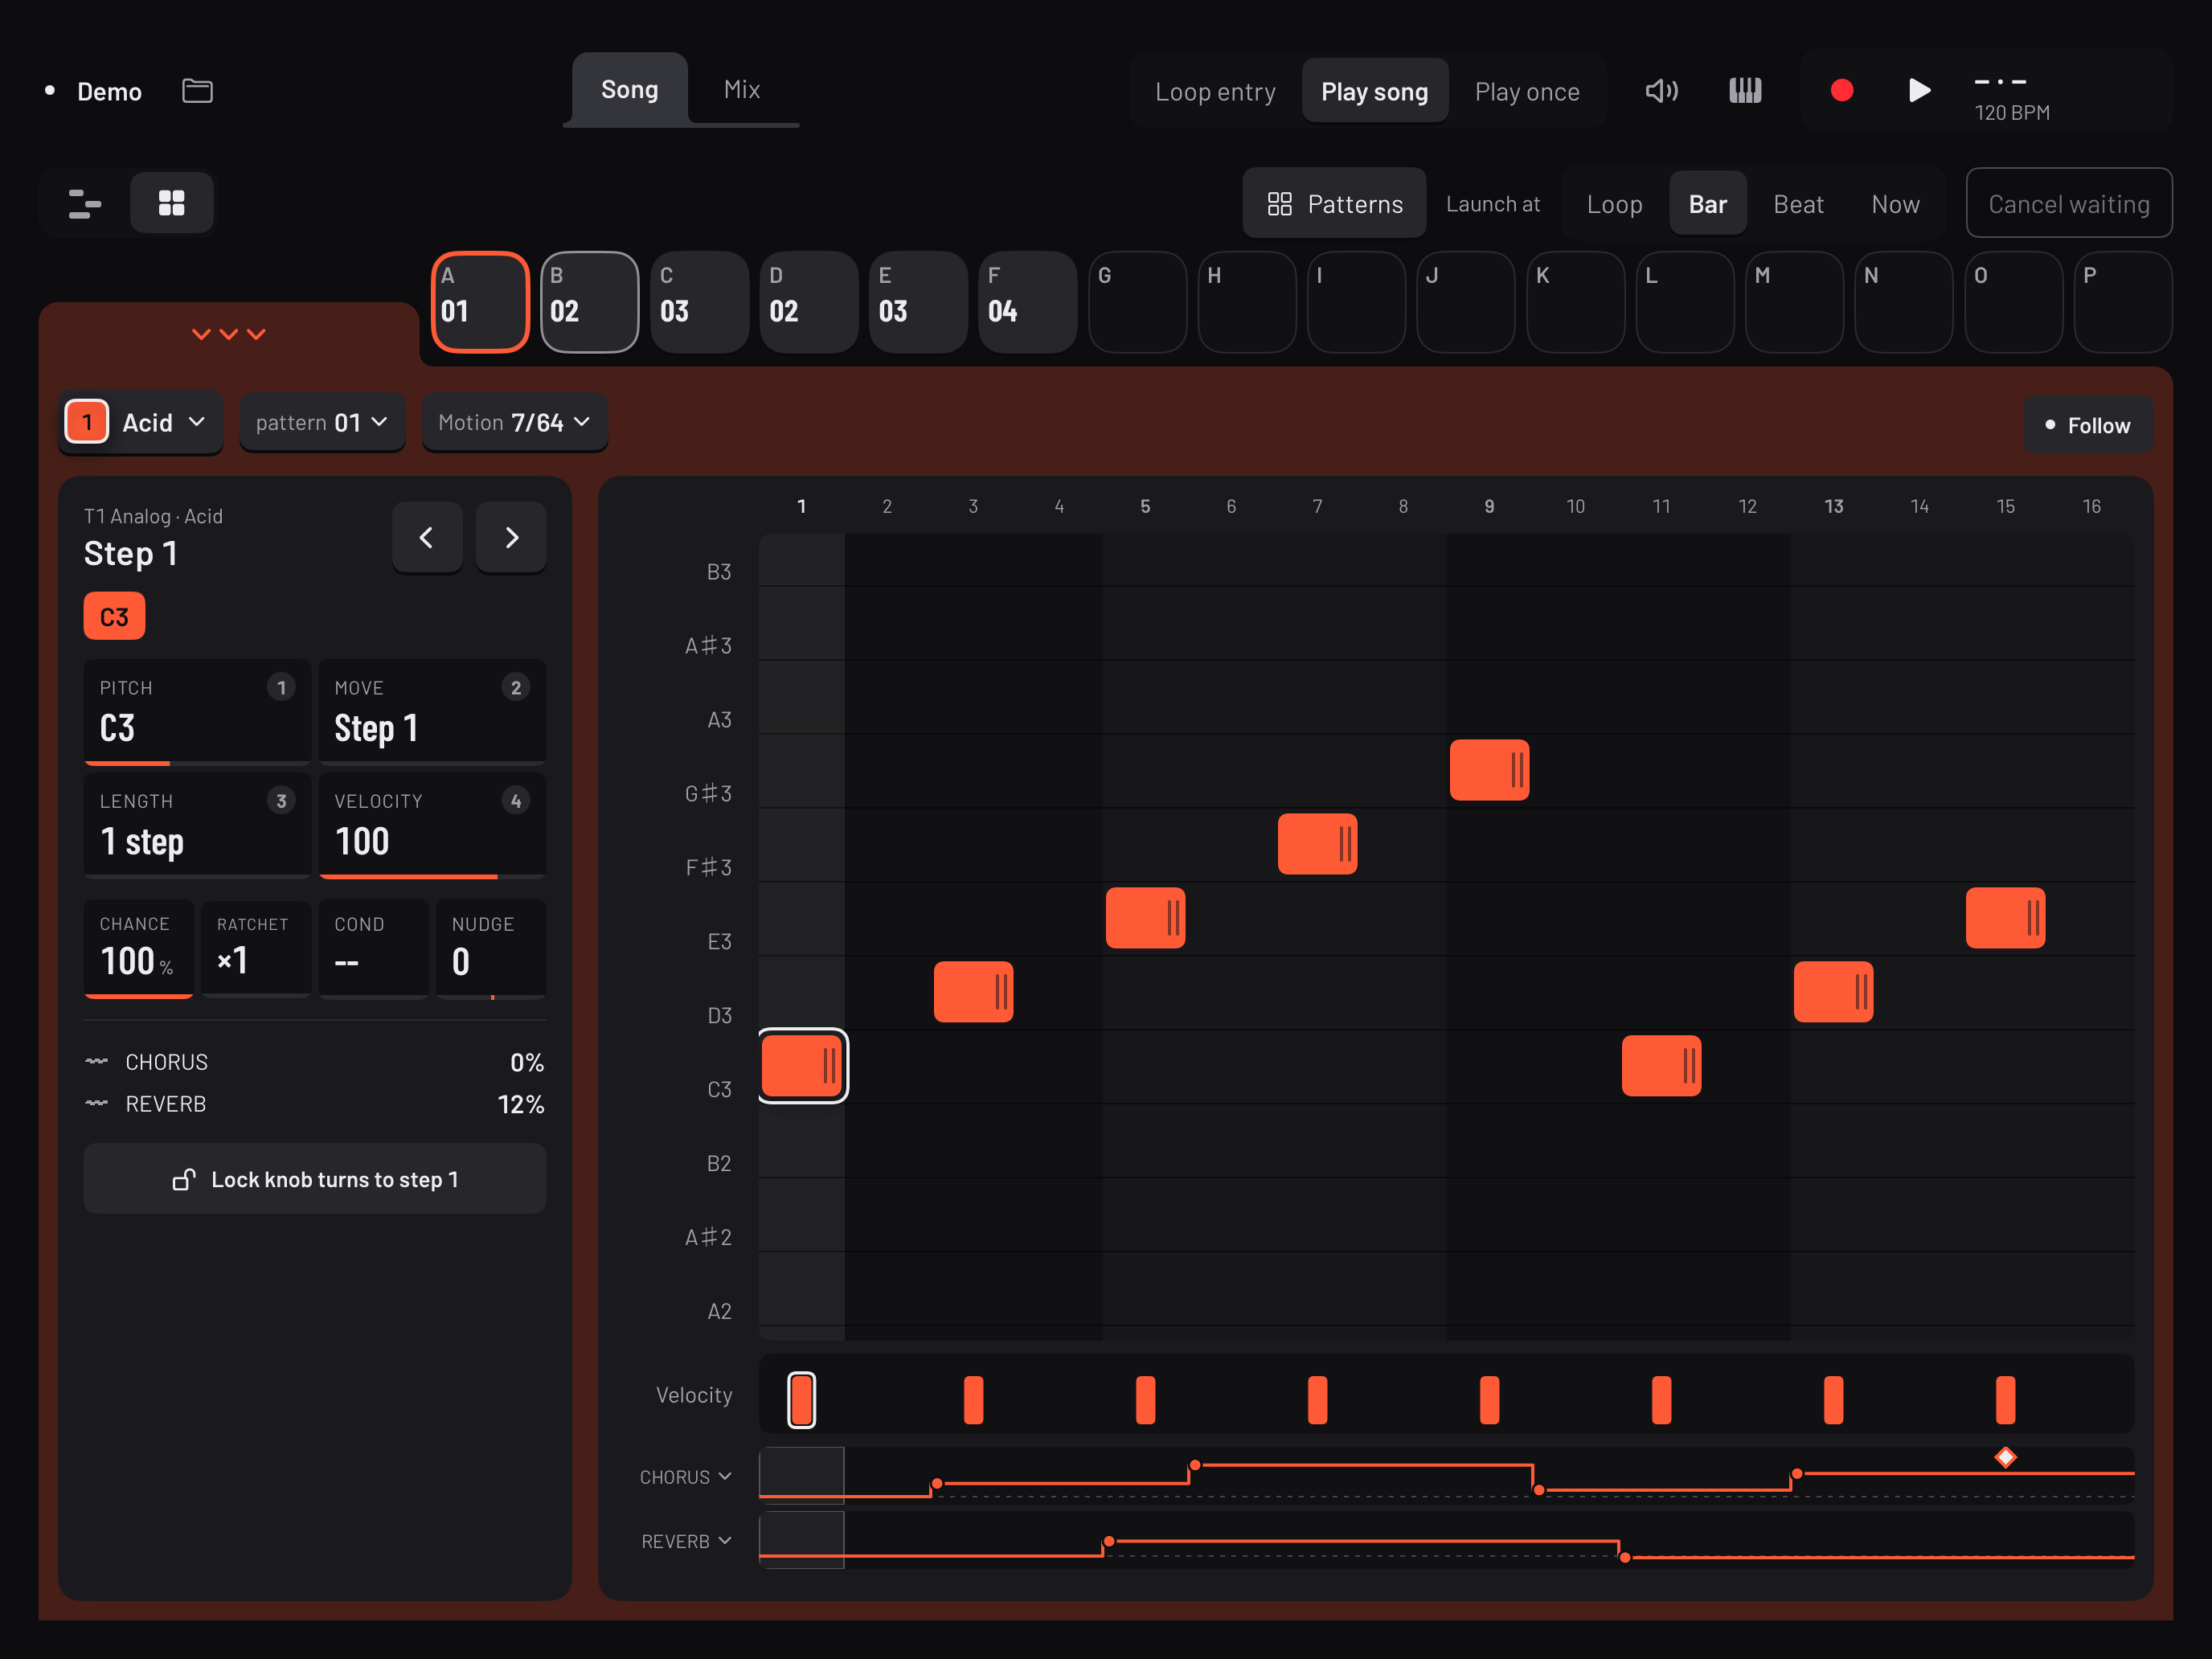 Demo
Song Mix
Loop entry Play song Play once
120 BPM
Patterns Launch at Loop Bar Beat Now Cancel waiting
A B C D E F G H I J K L M N O P
01 02 03 02 03 04
1 Acid pattern 01 Motion 7/64 Follow
T1 Analog · Acid
Step 1
C3
PITCH 1 MOVE 2
C3 Step 1
LENGTH 3 VELOCITY 4
1 step 100
CHANCE RATCHET COND NUDGE
100% ×1 -- 0
CHORUS 0%
REVERB 12%
Lock knob turns to step 1
1 2 3 4 5 6 7 8 9 10 11 12 13 14 15 16
B3
A♯3
A3
G♯3
F♯3
E3
D3
C3
B2
A♯2
A2
Velocity
CHORUS
REVERB